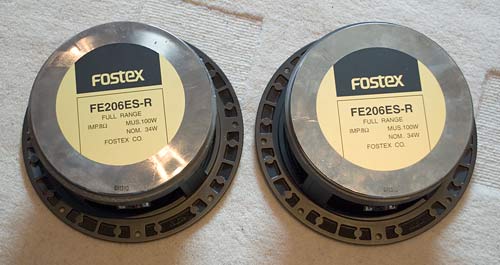 FOSTEX
FE206ES-R
FULL RANGE
IMP.8Ω MUS.100W
NOM. 34W
FOSTEX CO.
FOSTEX
FE206ES-R
FULL RANGE
IMP.8Ω MUS.100W
NOM. 34W
FOSTEX CO.